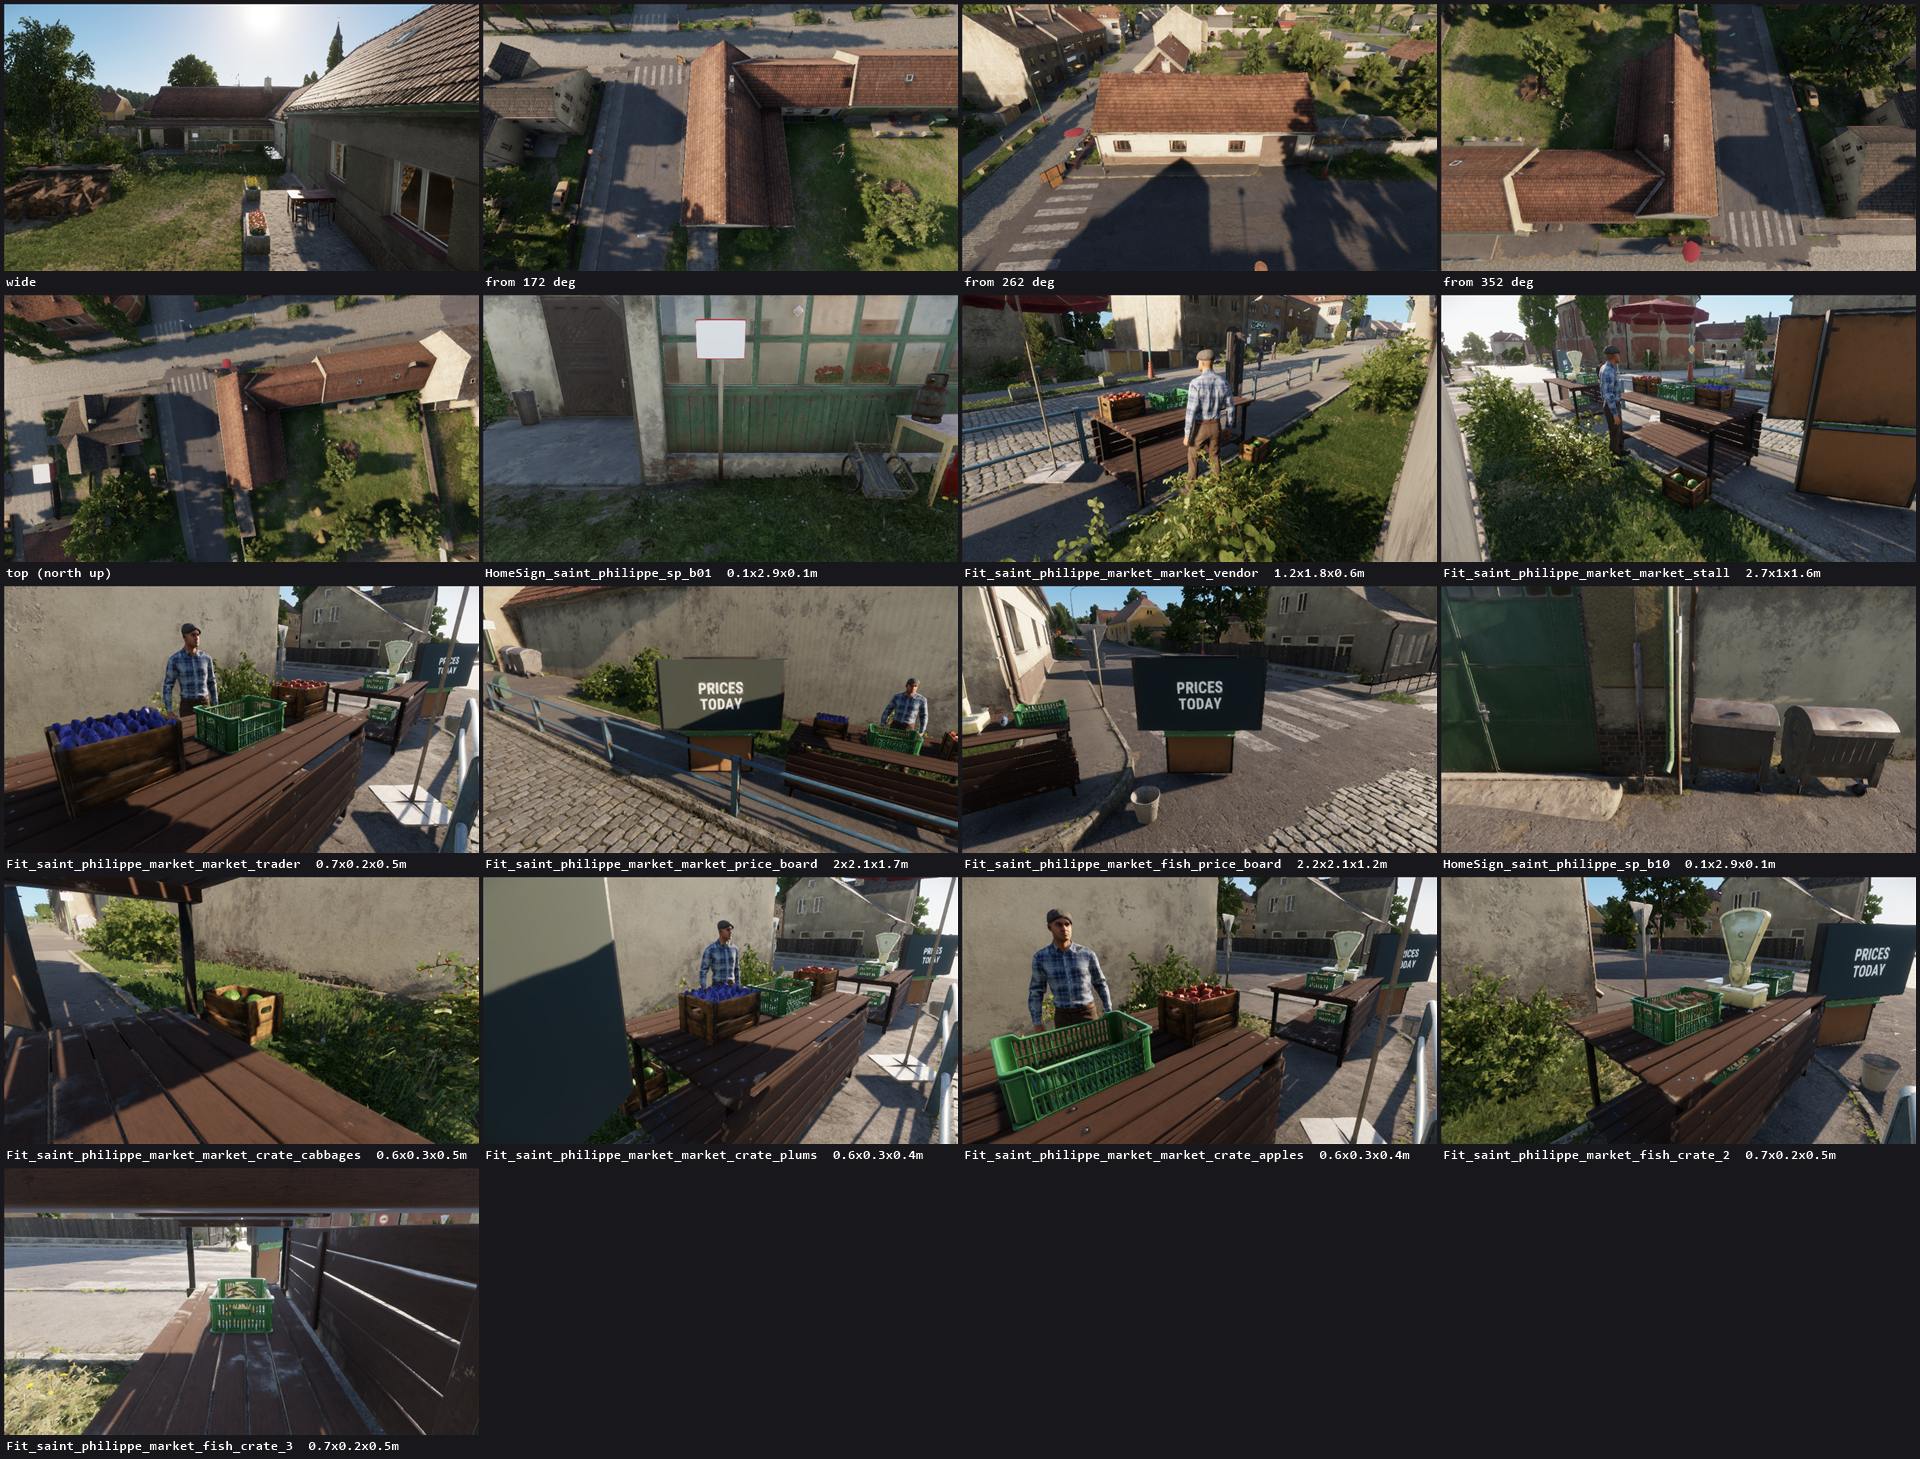 wide
from 172 deg
from 262 deg
from 352 deg
top (north up)
HomeSign_saint_philippe_sp_b01 0.1x2.9x0.1m
Fit_saint_philippe_market_market_vendor 1.2x1.8x0.6m
Fit_saint_philippe_market_market_stall 2.7x1x1.6m
PRICES
TODAY
PRICES
TODAY
PRICES
TODAY
Fit_saint_philippe_market_market_trader 0.7x0.2x0.5m
Fit_saint_philippe_market_market_price_board 2x2.1x1.7m
Fit_saint_philippe_market_fish_price_board 2.2x2.1x1.2m
HomeSign_saint_philippe_sp_b10 0.1x2.9x0.1m
PRICES
TODAY
Fit_saint_philippe_market_market_crate_cabbages 0.6x0.3x0.5m
Fit_saint_philippe_market_market_crate_plums 0.6x0.3x0.4m
Fit_saint_philippe_market_market_crate_apples 0.6x0.3x0.4m
Fit_saint_philippe_market_fish_crate_2 0.7x0.2x0.5m
Fit_saint_philippe_market_fish_crate_3 0.7x0.2x0.5m